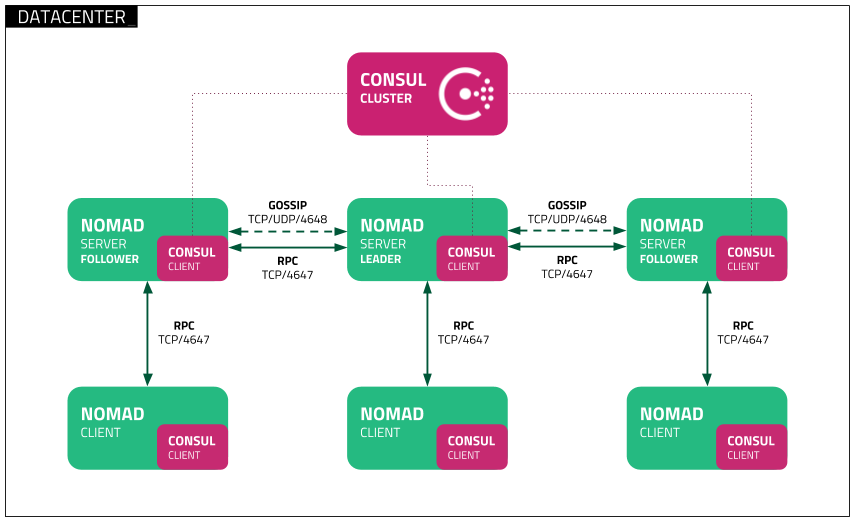 DATACENTER_
CONSUL
CLUSTER
GOSSIP
TCP/UDP/4648
GOSSIP
TCP/UDP/4648
NOMAD
SERVER
FOLLOWER
CONSUL
CLIENT
RPC
TCP/4647
NOMAD
SERVER
LEADER
CONSUL
CLIENT
RPC
TCP/4647
NOMAD
SERVER
FOLLOWER
CONSUL
CLIENT
RPC
TCP/4647
RPC
TCP/4647
RPC
TCP/4647
NOMAD
CLIENT
CONSUL
CLIENT
NOMAD
CLIENT
CONSUL
CLIENT
NOMAD
CLIENT
CONSUL
CLIENT